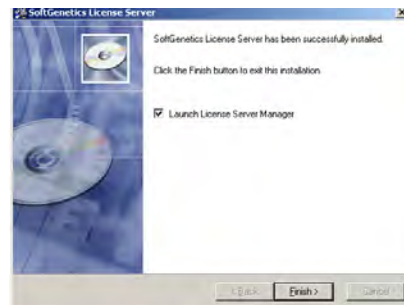 SoftGenetics License Server
SoftGenetics License Server has been successfully installed.
Click the Finish button to exit this installation.
Launch License Server Manager
< Back
Finish >
Cancel